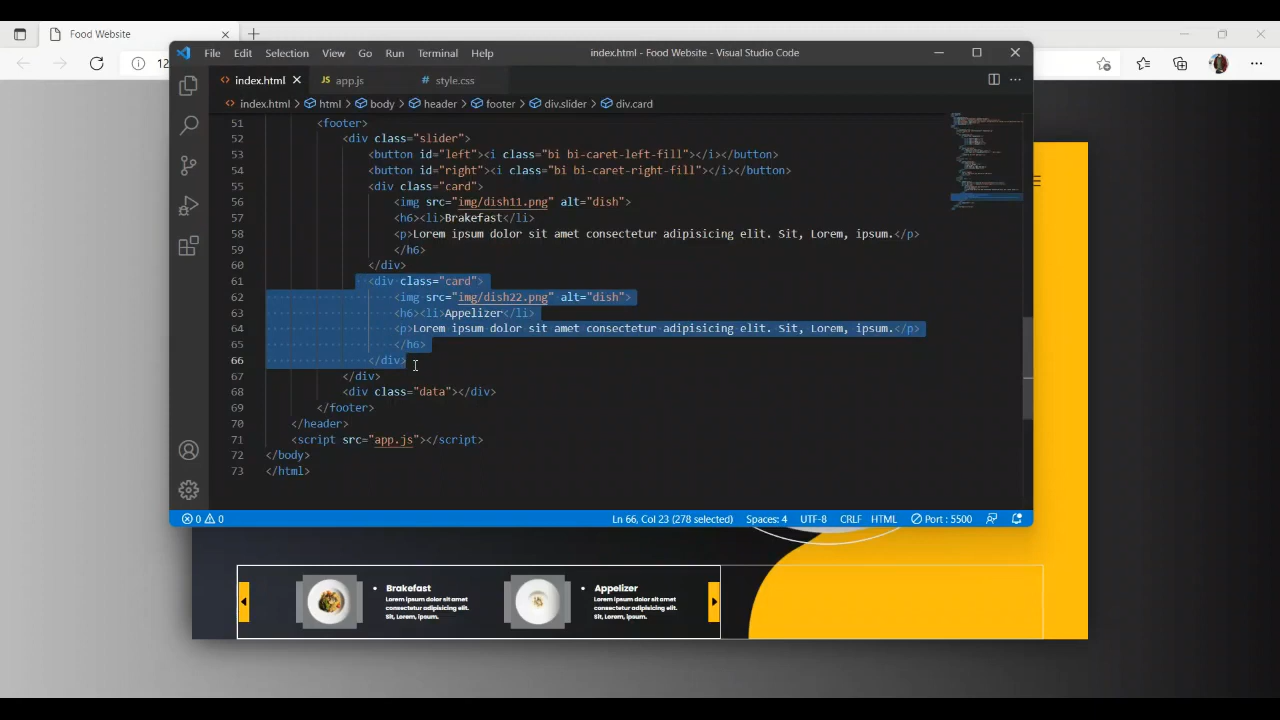 Food Website
12
File Edit Selection View Go Run Terminal Help
index.html - Food Website - Visual Studio Code
index.html app.js style.css
index.html > html > body > header > footer > div.slider > div.card
51 <footer>
52 <div class="slider">
53 <button id="left"><i class="bi bi-caret-left-fill"></i></button>
54 <button id="right"><i class="bi bi-caret-right-fill"></i></button>
55 <div class="card">
56 <img src="img/dish11.png" alt="dish">
57 <h6><li>Brakefast</li>
58 <p>Lorem ipsum dolor sit amet consectetur adipisicing elit. Sit, Lorem, ipsum.</p>
59 </h6>
60 </div>
61 <div class="card">
62 <img src="img/dish22.png" alt="dish">
63 <h6><li>Appelizer</li>
64 <p>Lorem ipsum dolor sit amet consectetur adipisicing elit. Sit, Lorem, ipsum.</p>
65 </h6>
66 </div>
67 </div>
68 <div class="data"></div>
69 </footer>
70 </header>
71 <script src="app.js"></script>
72 </body>
73 </html>
0 0 Ln 66, Col 23 (278 selected) Spaces: 4 UTF-8 CRLF HTML Port : 5500
Brakefast
Lorem ipsum dolor sit amet
consectetur adipisicing elit.
Sit, Lorem, ipsum.
Appelizer
Lorem ipsum dolor sit amet
consectetur adipisicing elit.
Sit, Lorem, ipsum.